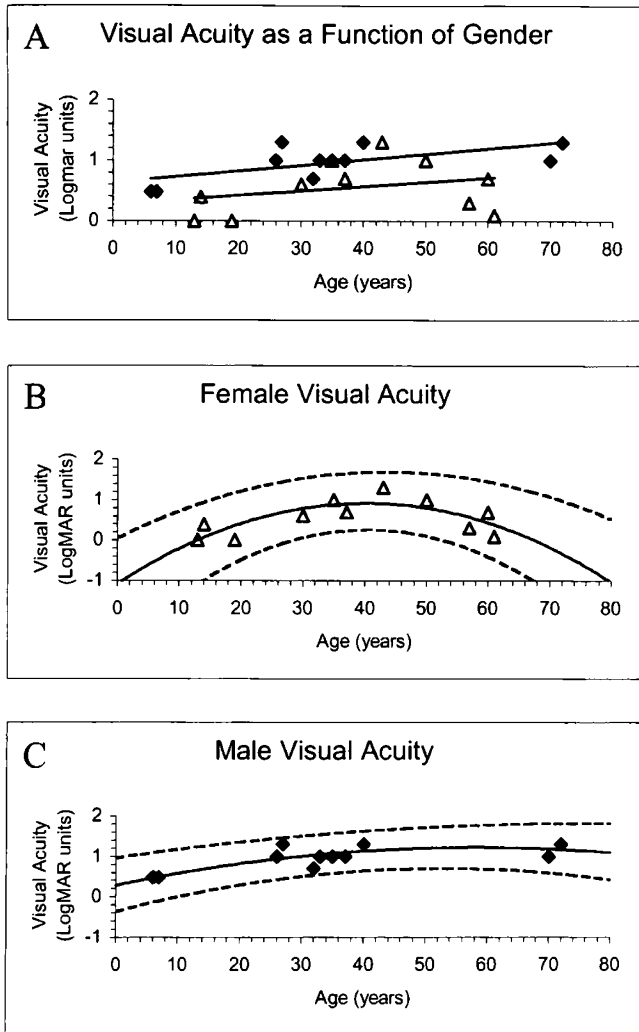 A Visual Acuity as a Function of Gender
Visual Acuity
(Logmar units)
2
1
0
0 10 20 30 40 50 60 70 80
Age (years)
B Female Visual Acuity
Visual Acuity
(LogMAR units)
2
1
0
-1
0 10 20 30 40 50 60 70 80
Age (years)
C Male Visual Acuity
Visual Acuity
(LogMAR units)
2
1
0
-1
0 10 20 30 40 50 60 70 80
Age (years)